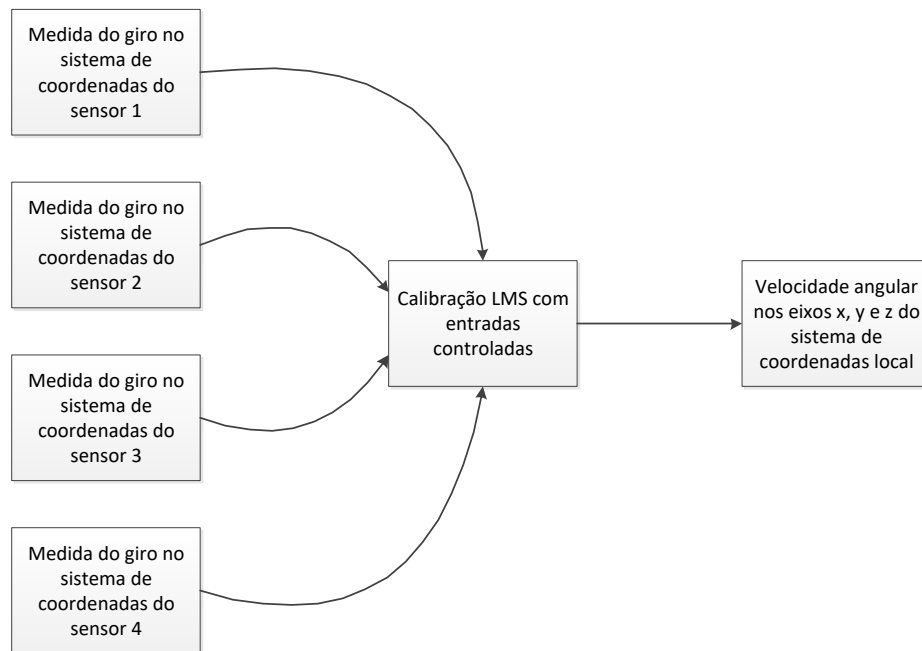 Medida do giro no
sistema de
coordenadas do
sensor 1
Medida do giro no
sistema de
coordenadas do
sensor 2
Medida do giro no
sistema de
coordenadas do
sensor 3
Medida do giro no
sistema de
coordenadas do
sensor 4
Calibração LMS com
entradas
controladas
Velocidade angular
nos eixos x, y e z do
sistema de
coordenadas local